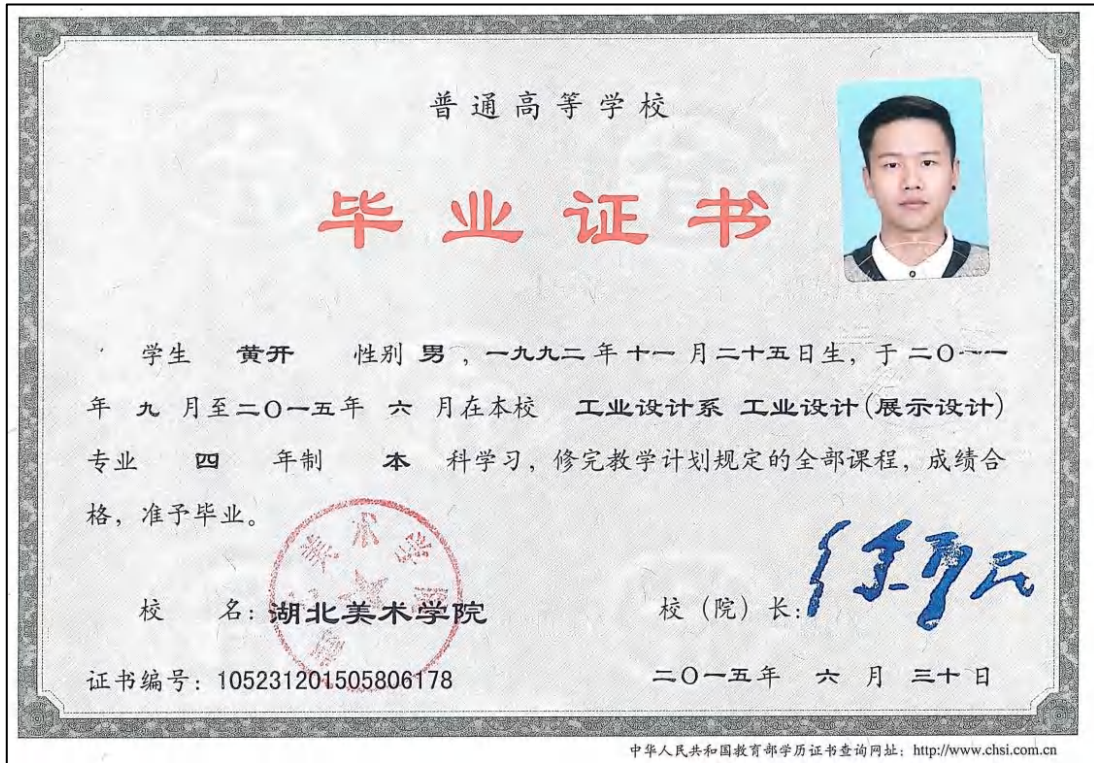 普通高等学校
毕业证书
学生 黄开 性别 男，一九九二年十一月二十五日生，于二〇一一
年 九 月至二〇一五年 六 月在本校 工业设计系 工业设计(展示设计)
专业 四 年制 本 科学习，修完教学计划规定的全部课程，成绩合
格，准予毕业。
校 名：湖北美术学院
校（院）长：
证书编号：105231201505806178
二〇一五年 六 月 三十日
中华人民共和国教育部学历证书查询网址：http://www.chsi.com.cn